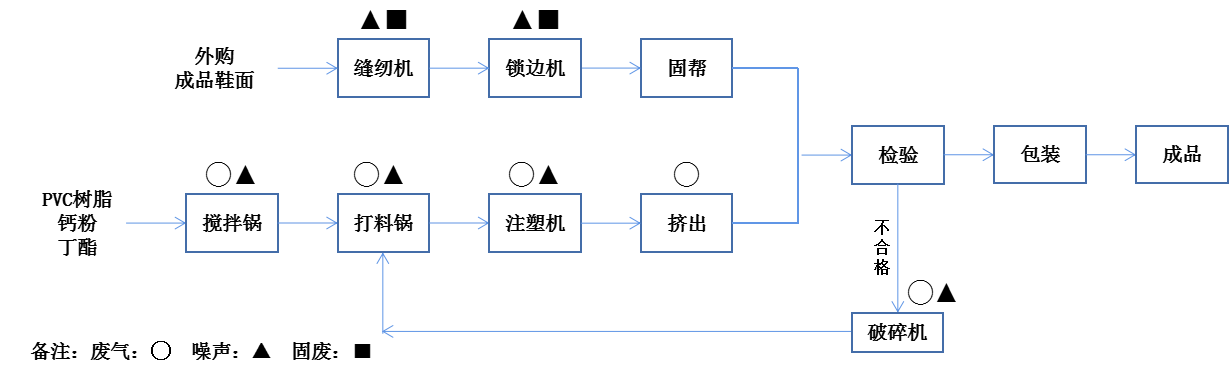 外购
成品鞋面
缝纫机
锁边机
固帮
PVC树脂
钙粉
丁酯
搅拌锅
打料锅
注塑机
挤出
检验
包装
成品
不合格
破碎机
备注：废气：○ 噪声：▲ 固废：■